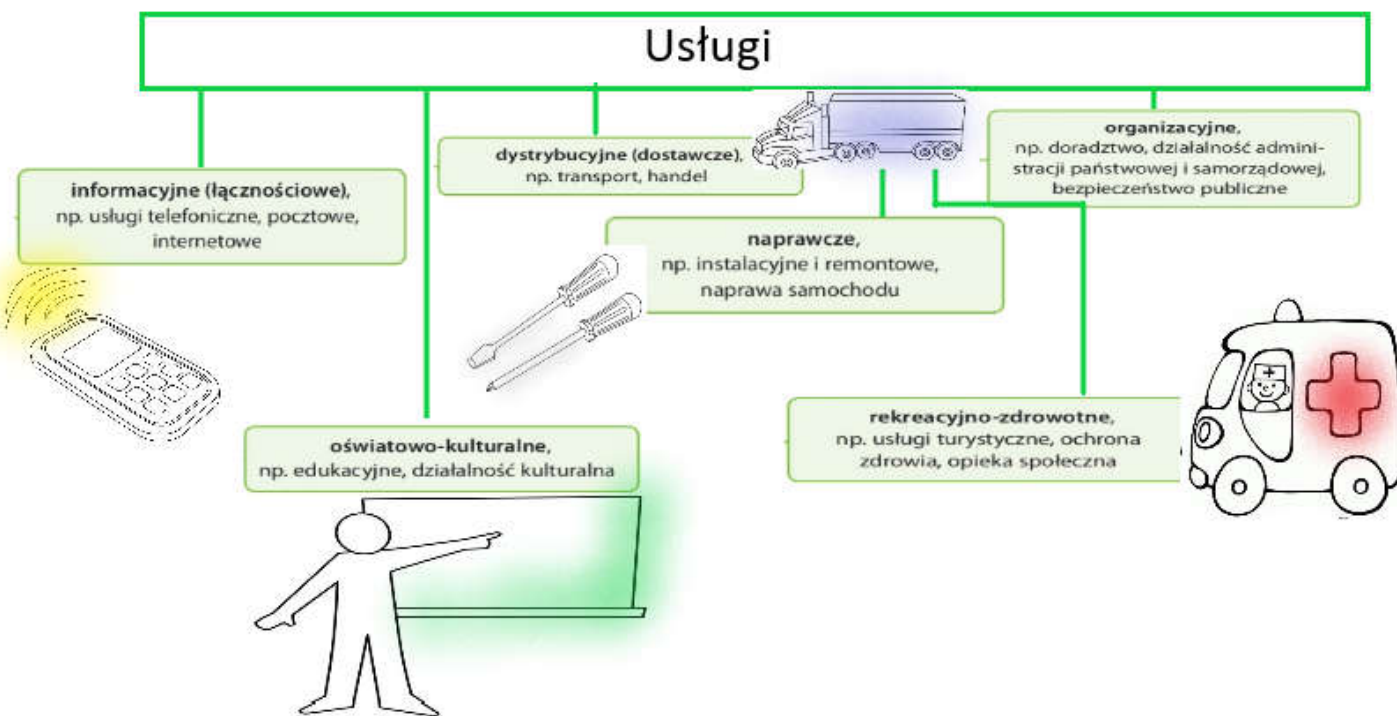 Usługi
informacyjne (łącznościowe),
np. usługi telefoniczne, pocztowe,
internetowe
dystrybucyjne (dostawcze),
np. transport, handel
organizacyjne,
np. doradztwo, działalność admini-
stracji państwowej i samorządowej,
bezpieczeństwo publiczne
naprawcze,
np. instalacyjne i remontowe,
naprawa samochodu
oświatowo-kulturalne,
np. edukacyjne, działalność kulturalna
rekreacyjno-zdrowotne,
np. usługi turystyczne, ochrona
zdrowia, opieka społeczna